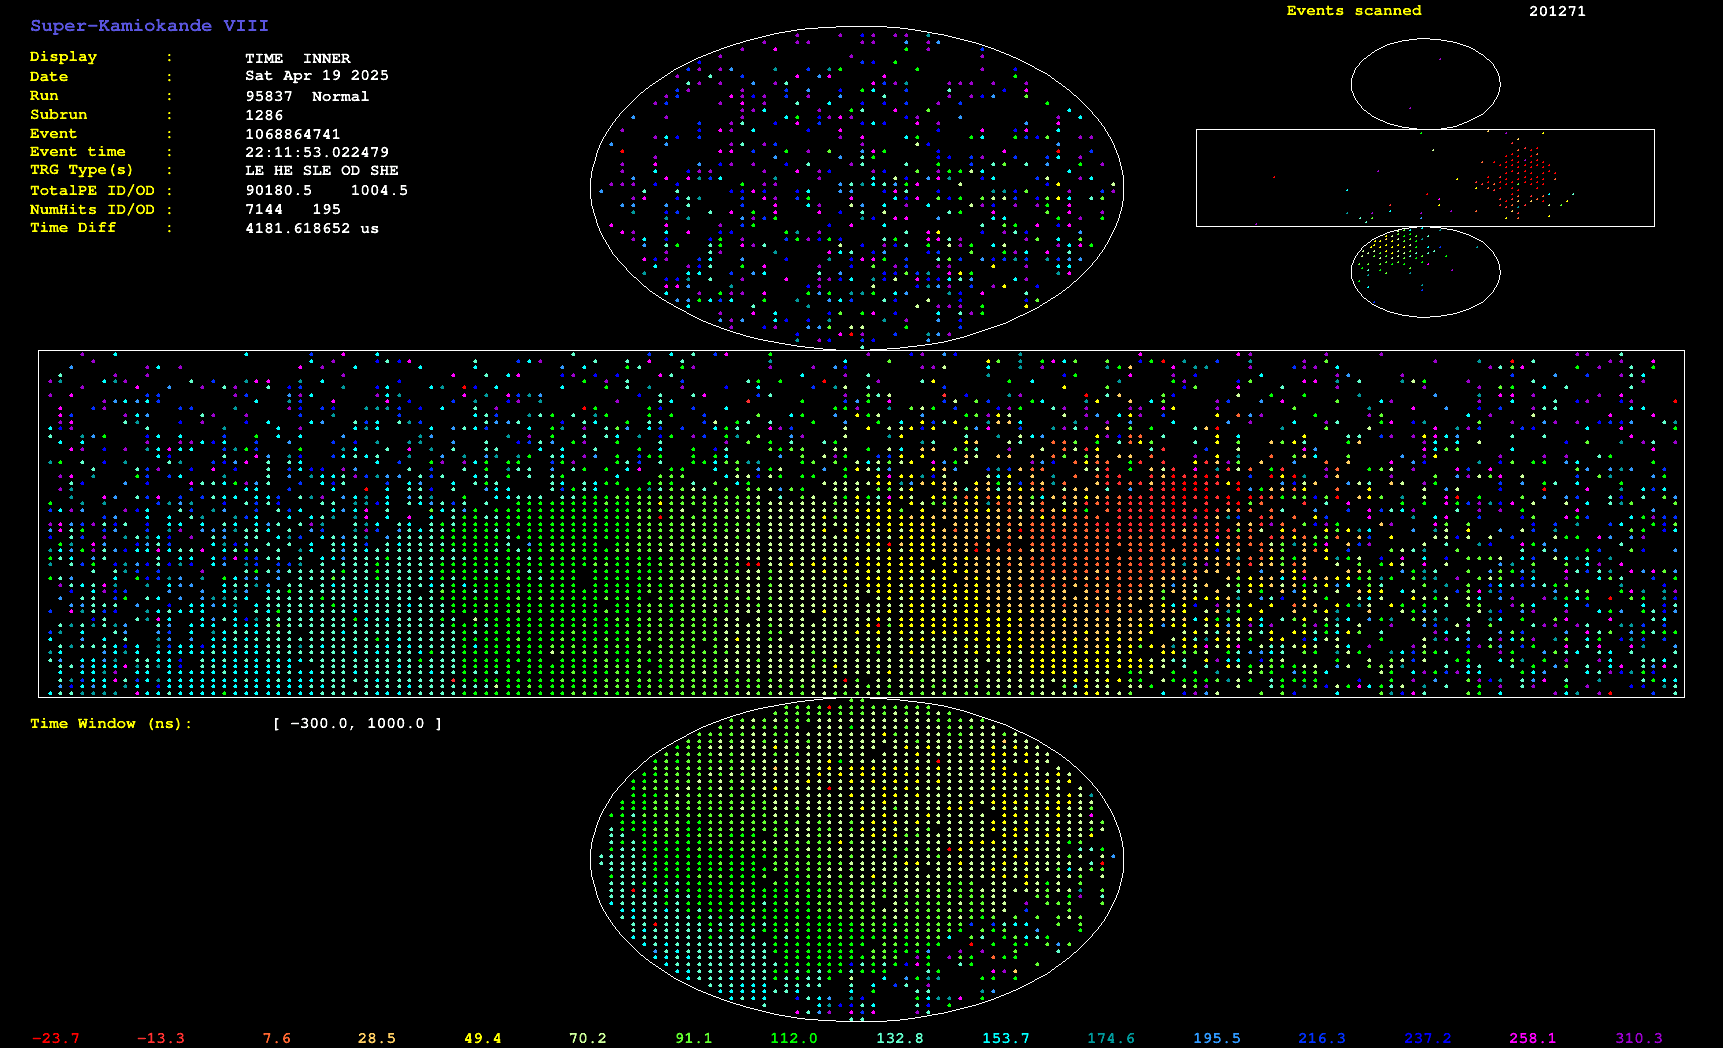 Super-Kamiokande VIII
Display : TIME INNER
Date : Sat Apr 19 2025
Run : 95837 Normal
Subrun : 1286
Event : 1068864741
Event time : 22:11:53.022479
TRG Type(s) : LE HE SLE OD SHE
TotalPE ID/OD : 90180.5 1004.5
NumHits ID/OD : 7144 195
Time Diff : 4181.618652 us
Events scanned 201271
Time Window (ns): [ -300.0, 1000.0 ]
-23.7 -13.3 7.6 28.5 49.4 70.2 91.1 112.0 132.8 153.7 174.6 195.5 216.3 237.2 258.1 310.3